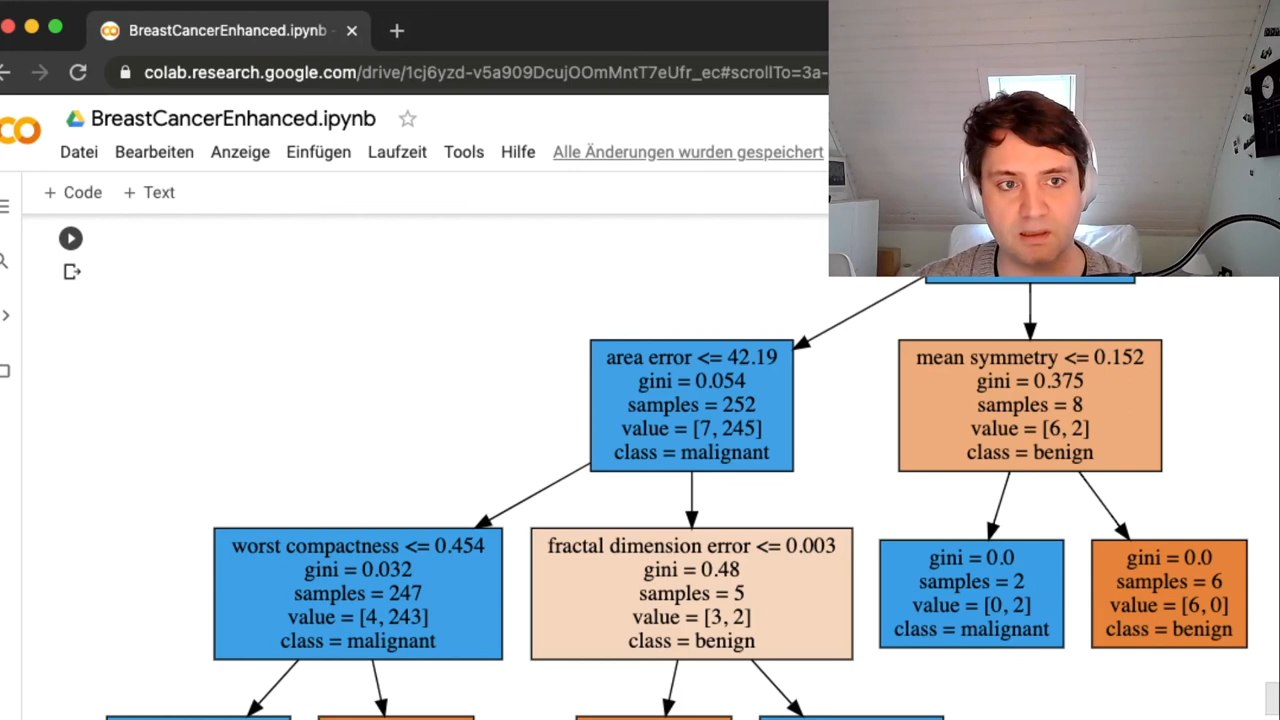 BreastCancerEnhanced.ipynb
colab.research.google.com/drive/1cj6yzd-v5a909DcujOOmMntT7eUfr_ec#scrollTo=3a-
BreastCancerEnhanced.ipynb
Datei Bearbeiten Anzeige Einfügen Laufzeit Tools Hilfe Alle Änderungen wurden gespeichert
+ Code + Text
area error <= 42.19
gini = 0.054
samples = 252
value = [7, 245]
class = malignant
mean symmetry <= 0.152
gini = 0.375
samples = 8
value = [6, 2]
class = benign
worst compactness <= 0.454
gini = 0.032
samples = 247
value = [4, 243]
class = malignant
fractal dimension error <= 0.003
gini = 0.48
samples = 5
value = [3, 2]
class = benign
gini = 0.0
samples = 2
value = [0, 2]
class = malignant
gini = 0.0
samples = 6
value = [6, 0]
class = benign